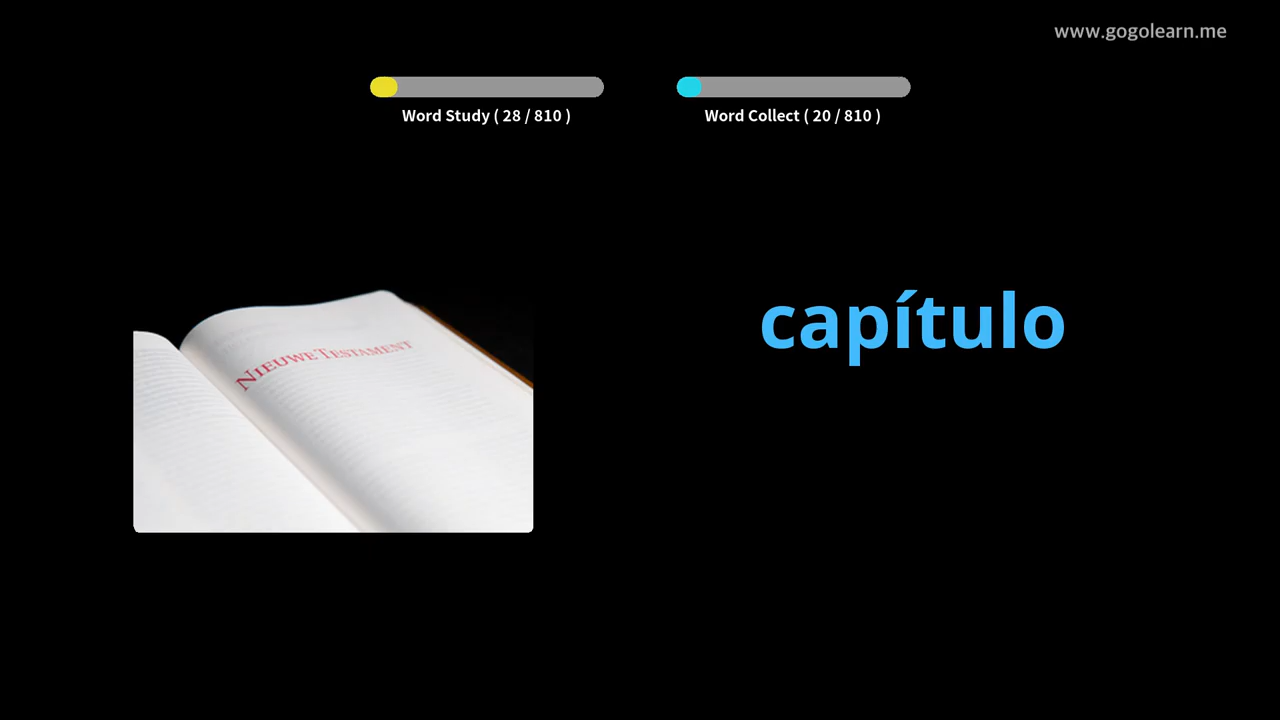 www.gogolearn.me
Word Study ( 28 / 810 )
Word Collect ( 20 / 810 )
capítulo
NIEUWE TESTAMENT